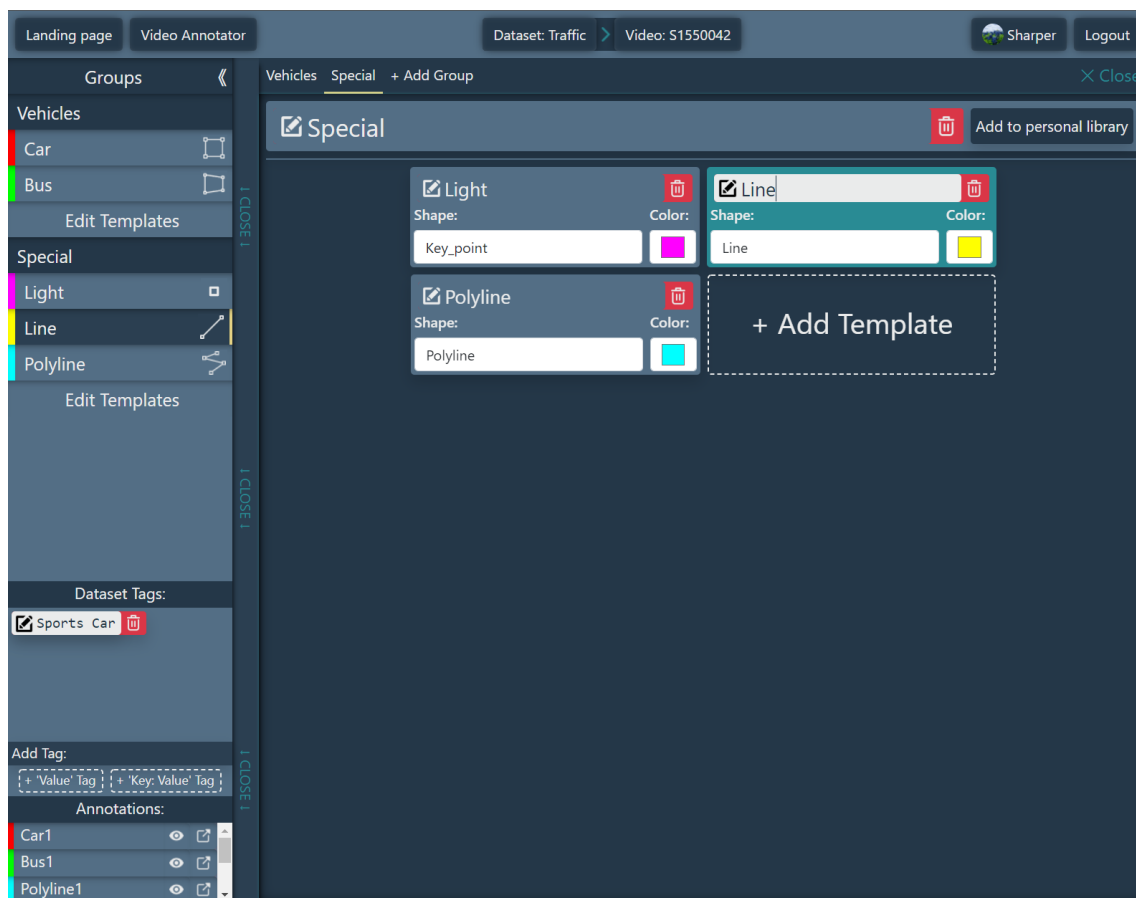 Landing page Video Annotator Dataset: Traffic Video: S1550042 Sharper Logout
Groups
Vehicles
Car
Bus
Edit Templates
Special
Light
Line
Polyline
Edit Templates
Dataset Tags:
Sports Car
Add Tag:
+ 'Value' Tag + 'Key: Value' Tag
Annotations:
Car1
Bus1
Polyline1
CLOSE
CLOSE
CLOSE
Vehicles Special + Add Group × Close
Special Add to personal library
Light
Shape: Color:
Key_point
Line
Shape: Color:
Line
Polyline
Shape: Color:
Polyline
+ Add Template